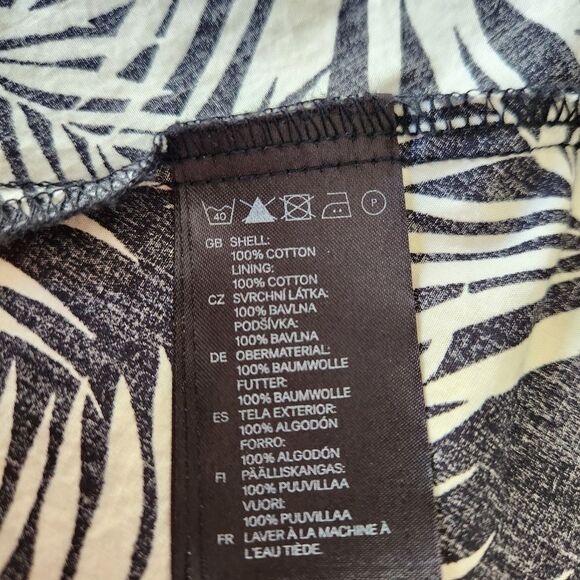 40 P
GB SHELL:
100% COTTON
LINING:
100% COTTON
CZ SVRCHNÍ LÁTKA:
100% BAVLNA
PODŠÍVKA:
100% BAVLNA
DE OBERMATERIAL:
100% BAUMWOLLE
FUTTER:
100% BAUMWOLLE
ES TELA EXTERIOR:
100% ALGODÓN
FORRO:
100% ALGODÓN
FI PÄÄLLISKANGAS:
100% PUUVILLAA
VUORI:
100% PUUVILLAA
FR LAVER À LA MACHINE À
L'EAU TIÈDE.